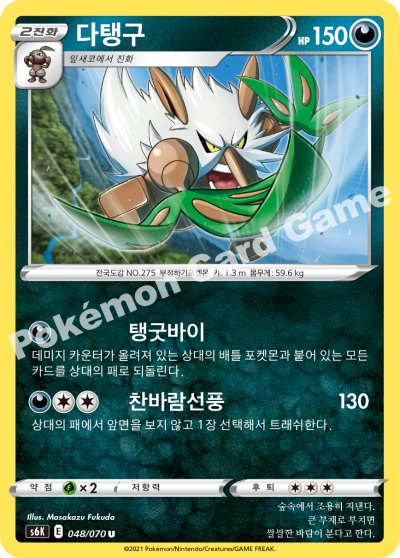 2진화
다탱구
HP 150
잎새코에서 진화
전국도감 NO.275 부정하기포켓몬 키: 1.3 m 몸무게: 59.6 kg
Pokémon Card Game
탱굿바이
데미지 카운터가 올려져 있는 상대의 배틀 포켓몬과 붙어 있는 모든
카드를 상대의 패로 되돌린다.
찬바람선풍 130
상대의 패에서 앞면을 보지 않고 1장 선택해서 트래쉬한다.
약점 ×2 저항력 후퇴
Illus. Masakazu Fukuda
s6K E 048/070 U
숲속에서 조용히 지낸다.
큰 부채로 부치면
쌀쌀한 바람이 분다고 한다.
©2021 Pokémon/Nintendo/Creatures/GAME FREAK.